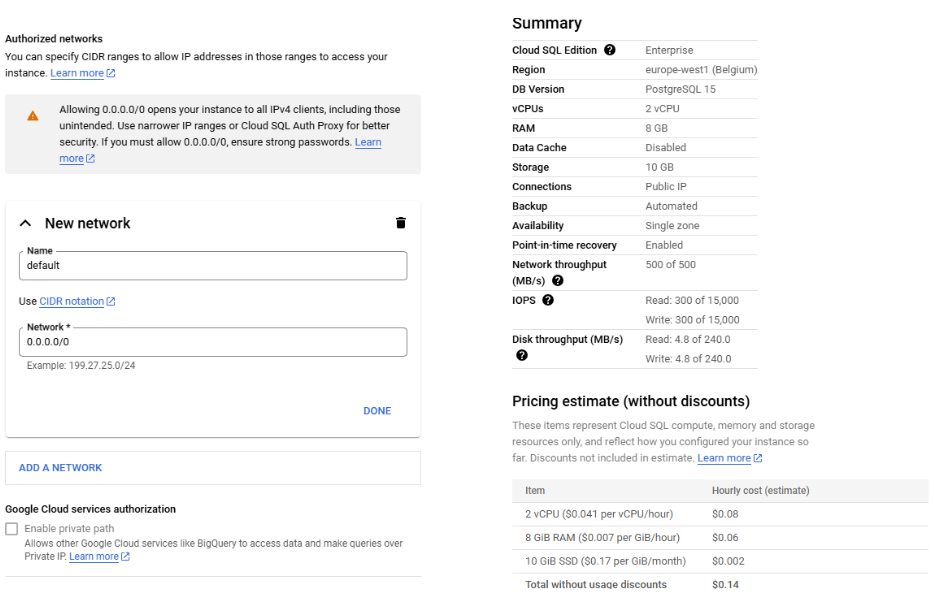 Authorized networks
You can specify CIDR ranges to allow IP addresses in those ranges to access your
instance. Learn more
Allowing 0.0.0.0/0 opens your instance to all IPv4 clients, including those
unintended. Use narrower IP ranges or Cloud SQL Auth Proxy for better
security. If you must allow 0.0.0.0/0, ensure strong passwords. Learn
more
New network
Name
default
Use CIDR notation
Network *
0.0.0.0/0
Example: 199.27.25.0/24
DONE
ADD A NETWORK
Google Cloud services authorization
Enable private path
Allows other Google Cloud services like BigQuery to access data and make queries over
Private IP. Learn more
Summary
Cloud SQL Edition ? Enterprise
Region europe-west1 (Belgium)
DB Version PostgreSQL 15
vCPUs 2 vCPU
RAM 8 GB
Data Cache Disabled
Storage 10 GB
Connections Public IP
Backup Automated
Availability Single zone
Point-in-time recovery Enabled
Network throughput 500 of 500
(MB/s) ?
IOPS ? Read: 300 of 15,000
Write: 300 of 15,000
Disk throughput (MB/s) Read: 4.8 of 240.0
? Write: 4.8 of 240.0
Pricing estimate (without discounts)
These items represent Cloud SQL compute, memory and storage
resources only, and reflect how you configured your instance so
far. Discounts not included in estimate. Learn more
Item Hourly cost (estimate)
2 vCPU ($0.041 per vCPU/hour) $0.08
8 GiB RAM ($0.007 per GiB/hour) $0.06
10 GiB SSD ($0.17 per GiB/month) $0.002
Total without usage discounts $0.14